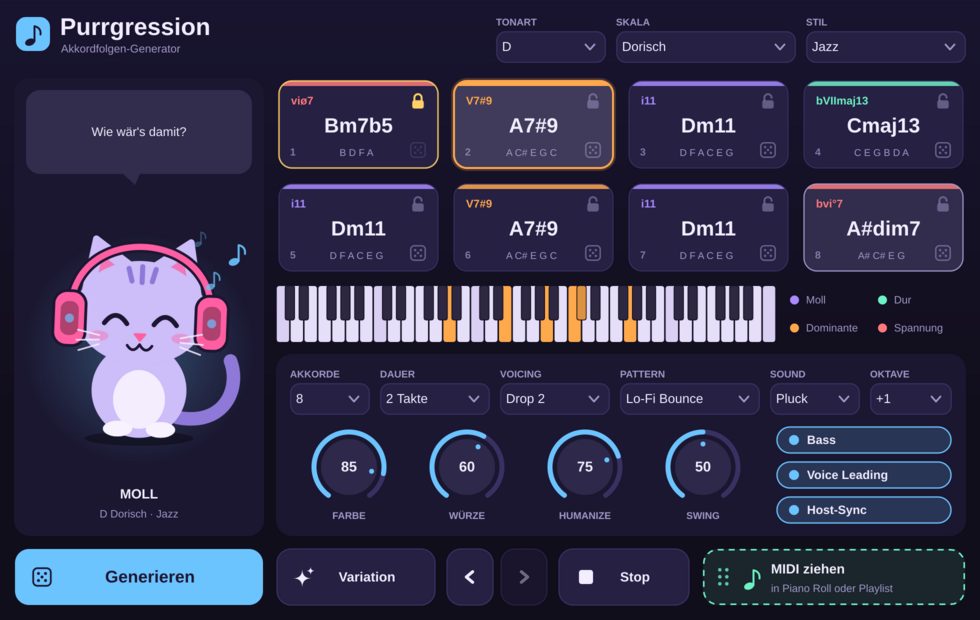 Purrgression
Akkordfolgen-Generator
TONART
D
SKALA
Dorisch
STIL
Jazz
Wie wär's damit?
MOLL
D Dorisch · Jazz
viø7
Bm7b5
1
B D F A
V7#9
A7#9
2
A C# E G C
i11
Dm11
3
D F A C E G
bVIImaj13
Cmaj13
4
C E G B D A
i11
Dm11
5
D F A C E G
V7#9
A7#9
6
A C# E G C
i11
Dm11
7
D F A C E G
bvi°7
A#dim7
8
A# C# E G
Moll
Dur
Dominante
Spannung
AKKORDE
8
DAUER
2 Takte
VOICING
Drop 2
PATTERN
Lo-Fi Bounce
SOUND
Pluck
OKTAVE
+1
85
FARBE
60
WÜRZE
75
HUMANIZE
50
SWING
Bass
Voice Leading
Host-Sync
Generieren
Variation
Stop
MIDI ziehen
in Piano Roll oder Playlist